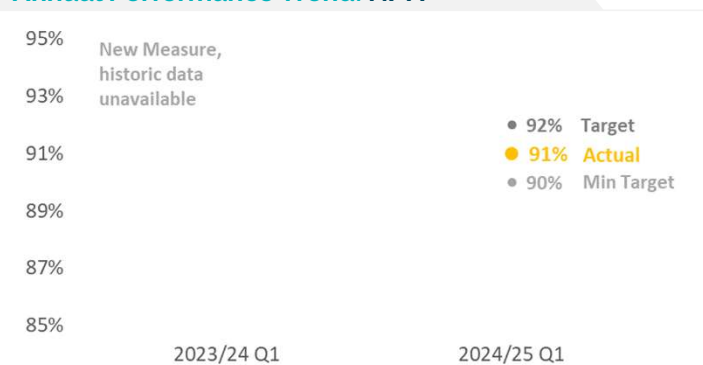 95%
New Measure,
historic data
93%
unavailable
92% Target
91%
91% Actual
90% Min Target
89%
87%
85%
2023/24 Q1
2024/25 Q1